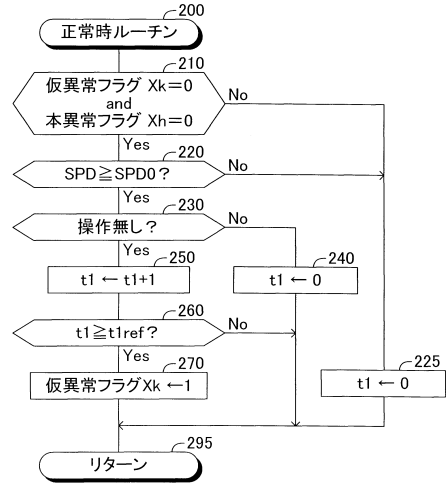 200
正常時ルーチン
210
仮異常フラグ Xk=0
and
本異常フラグ Xh=0
No
Yes
220
SPD≧SPD0?
No
Yes
230
操作無し?
No
Yes
250
t1 ← t1+1
240
t1 ← 0
260
t1≧t1ref?
No
Yes
270
仮異常フラグXk ←1
225
t1 ← 0
295
リターン